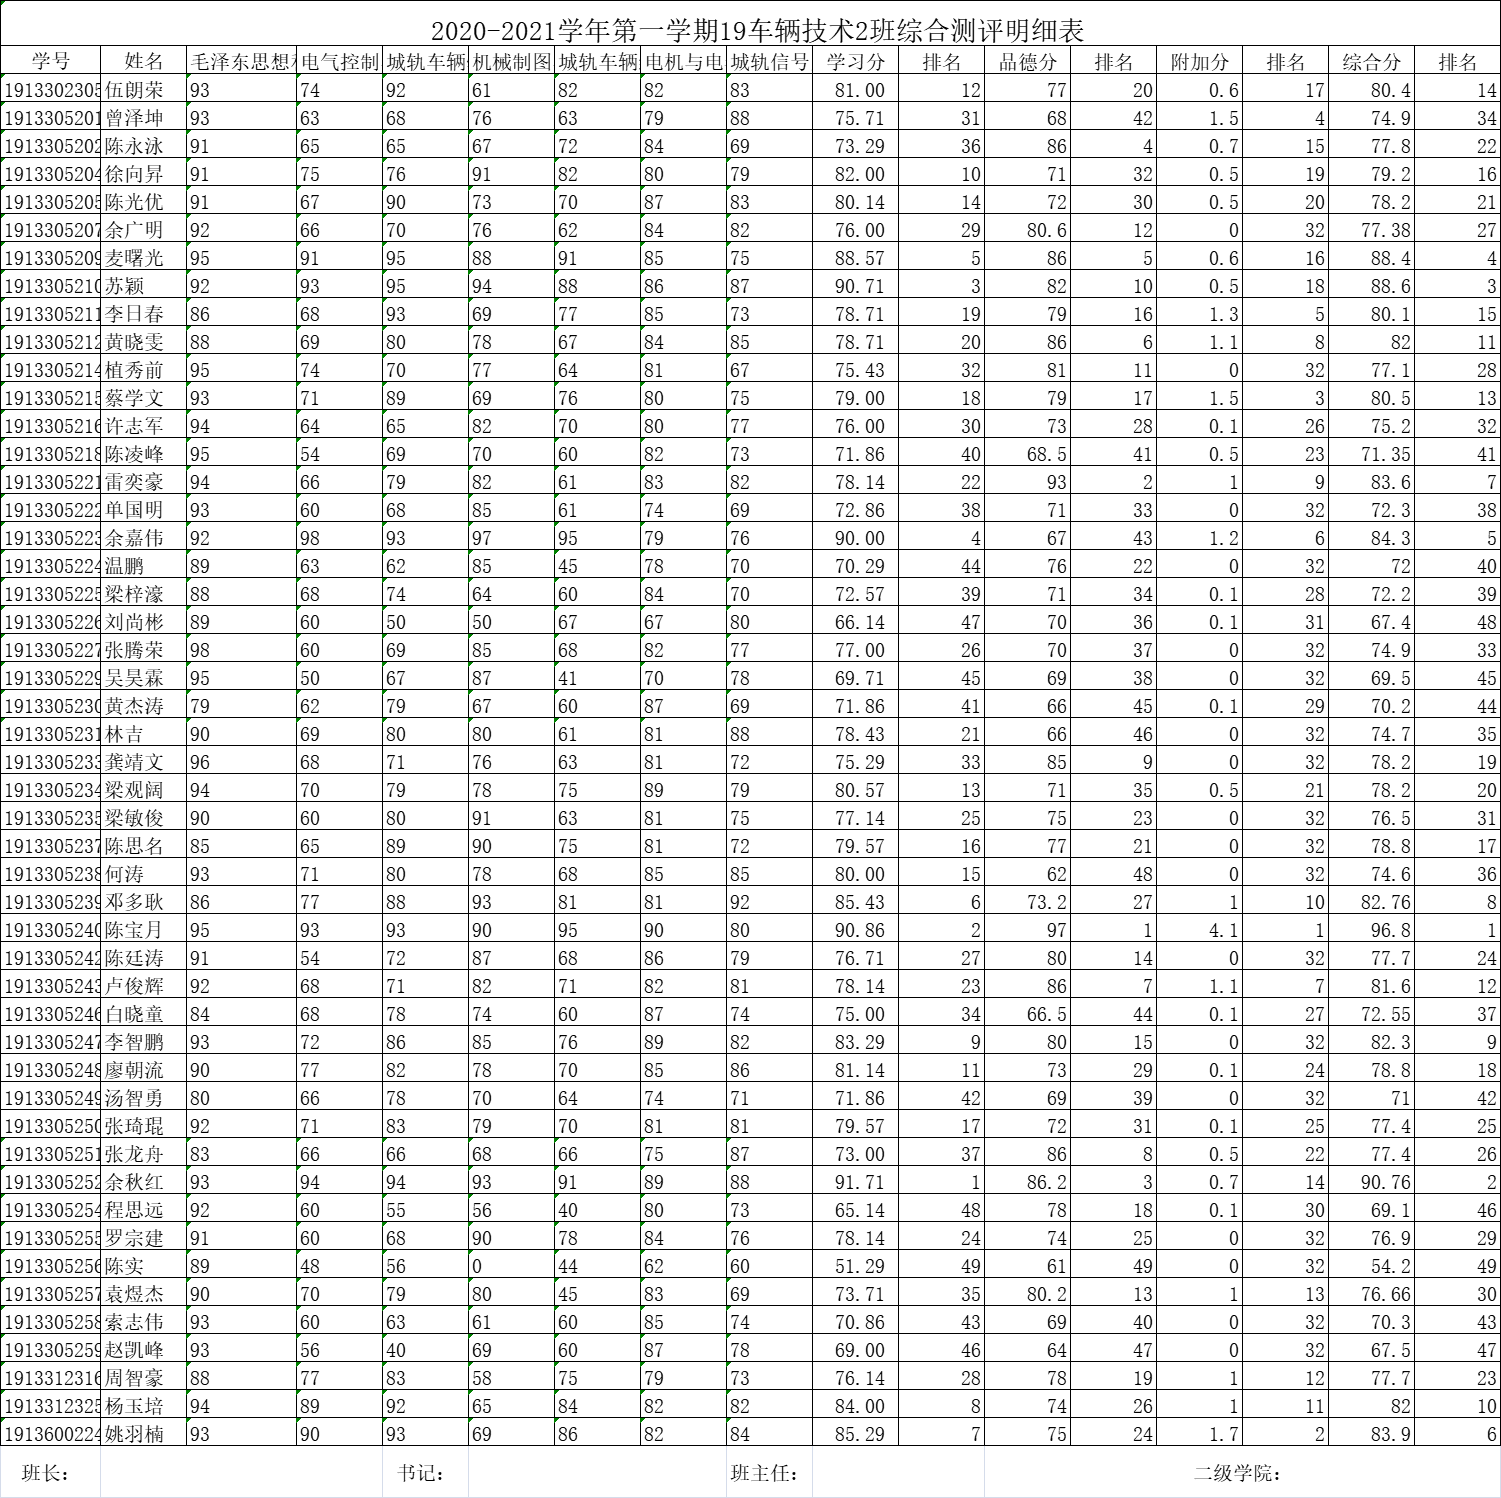 2020-2021学年第一学期19车辆技术2班综合测评明细表
学号 姓名 毛泽东思想 电气控制 城轨车辆 机械制图 城轨车辆 电机与电 城轨信号 学习分 排名 品德分 排名 附加分 排名 综合分 排名
1913302305 伍朗荣 93 74 92 61 82 82 83 81.00 12 77 20 0.6 17 80.4 14
1913305201 曾泽坤 93 63 68 76 63 79 88 75.71 31 68 42 1.5 4 74.9 34
1913305202 陈永泳 91 65 65 67 72 84 69 73.29 36 86 4 0.7 15 77.8 22
1913305204 徐向昇 91 75 76 91 82 80 79 82.00 10 71 32 0.5 19 79.2 16
1913305205 陈光优 91 67 90 73 70 87 83 80.14 14 72 30 0.5 20 78.2 21
1913305207 余广明 92 66 70 76 62 84 82 76.00 29 80.6 12 0 32 77.38 27
1913305209 麦曙光 95 91 95 88 91 85 75 88.57 5 86 5 0.6 16 88.4 4
1913305210 苏颖 92 93 95 94 88 86 87 90.71 3 82 10 0.5 18 88.6 3
1913305211 李日春 86 68 93 69 77 85 73 78.71 19 79 16 1.3 5 80.1 15
1913305212 黄晓雯 88 69 80 78 67 84 85 78.71 20 86 6 1.1 8 82 11
1913305214 植秀前 95 74 70 77 64 81 67 75.43 32 81 11 0 32 77.1 28
1913305215 蔡学文 93 71 89 69 76 80 75 79.00 18 79 17 1.5 3 80.5 13
1913305216 许志军 94 64 65 82 70 80 77 76.00 30 73 28 0.1 26 75.2 32
1913305218 陈凌峰 95 54 69 70 60 82 73 71.86 40 68.5 41 0.5 23 71.35 41
1913305221 雷奕豪 94 66 79 82 61 83 82 78.14 22 93 2 1 9 83.6 7
1913305222 单国明 93 60 68 85 61 74 69 72.86 38 71 33 0 32 72.3 38
1913305223 余嘉伟 92 98 93 97 95 79 76 90.00 4 67 43 1.2 6 84.3 5
1913305224 温鹏 89 63 62 85 45 78 70 70.29 44 76 22 0 32 72 40
1913305225 梁梓濠 88 68 74 64 60 84 70 72.57 39 71 34 0.1 28 72.2 39
1913305226 刘尚彬 89 60 50 50 67 67 80 66.14 47 70 36 0.1 31 67.4 48
1913305227 张腾荣 98 60 69 85 68 82 77 77.00 26 70 37 0 32 74.9 33
1913305229 吴昊霖 95 50 67 87 41 70 78 69.71 45 69 38 0 32 69.5 45
1913305230 黄杰涛 79 62 79 67 60 87 69 71.86 41 66 45 0.1 29 70.2 44
1913305231 林吉 90 69 80 80 61 81 88 78.43 21 66 46 0 32 74.7 35
1913305233 龚靖文 96 68 71 76 63 81 72 75.29 33 85 9 0 32 78.2 19
1913305234 梁观阔 94 70 79 78 75 89 79 80.57 13 71 35 0.5 21 78.2 20
1913305235 梁敏俊 90 60 80 91 63 81 75 77.14 25 75 23 0 32 76.5 31
1913305237 陈思名 85 65 89 90 75 81 72 79.57 16 77 21 0 32 78.8 17
1913305238 何涛 93 71 80 78 68 85 85 80.00 15 62 48 0 32 74.6 36
1913305239 邓多耿 86 77 88 93 81 81 92 85.43 6 73.2 27 1 10 82.76 8
1913305240 陈宝月 95 93 93 90 95 90 80 90.86 2 97 1 4.1 1 96.8 1
1913305242 陈廷涛 91 54 72 87 68 86 79 76.71 27 80 14 0 32 77.7 24
1913305243 卢俊辉 92 68 71 82 71 82 81 78.14 23 86 7 1.1 7 81.6 12
1913305246 白晓童 84 68 78 74 60 87 74 75.00 34 66.5 44 0.1 27 72.55 37
1913305247 李智鹏 93 72 86 85 76 89 82 83.29 9 80 15 0 32 82.3 9
1913305248 廖朝流 90 77 82 78 70 85 86 81.14 11 73 29 0.1 24 78.8 18
1913305249 汤智勇 80 66 78 70 64 74 71 71.86 42 69 39 0 32 71 42
1913305250 张琦琨 92 71 83 79 70 81 81 79.57 17 72 31 0.1 25 77.4 25
1913305251 张龙舟 83 66 66 68 66 75 87 73.00 37 86 8 0.5 22 77.4 26
1913305252 余秋红 93 94 94 93 91 89 88 91.71 1 86.2 3 0.7 14 90.76 2
1913305254 程思远 92 60 55 56 40 80 73 65.14 48 78 18 0.1 30 69.1 46
1913305255 罗宗建 91 60 68 90 78 84 76 78.14 24 74 25 0 32 76.9 29
1913305256 陈实 89 48 56 0 44 62 60 51.29 49 61 49 0 32 54.2 49
1913305257 袁煜杰 90 70 79 80 45 83 69 73.71 35 80.2 13 1 13 76.66 30
1913305258 索志伟 93 60 63 61 60 85 74 70.86 43 69 40 0 32 70.3 43
1913305259 赵凯峰 93 56 40 69 60 87 78 69.00 46 64 47 0 32 67.5 47
1913312316 周智豪 88 77 83 58 75 79 73 76.14 28 78 19 1 12 77.7 23
1913312325 杨玉培 94 89 92 65 84 82 82 84.00 8 74 26 1 11 82 10
1913600224 姚羽楠 93 90 93 69 86 82 84 85.29 7 75 24 1.7 2 83.9 6
班长： 书记： 班主任： 二级学院：